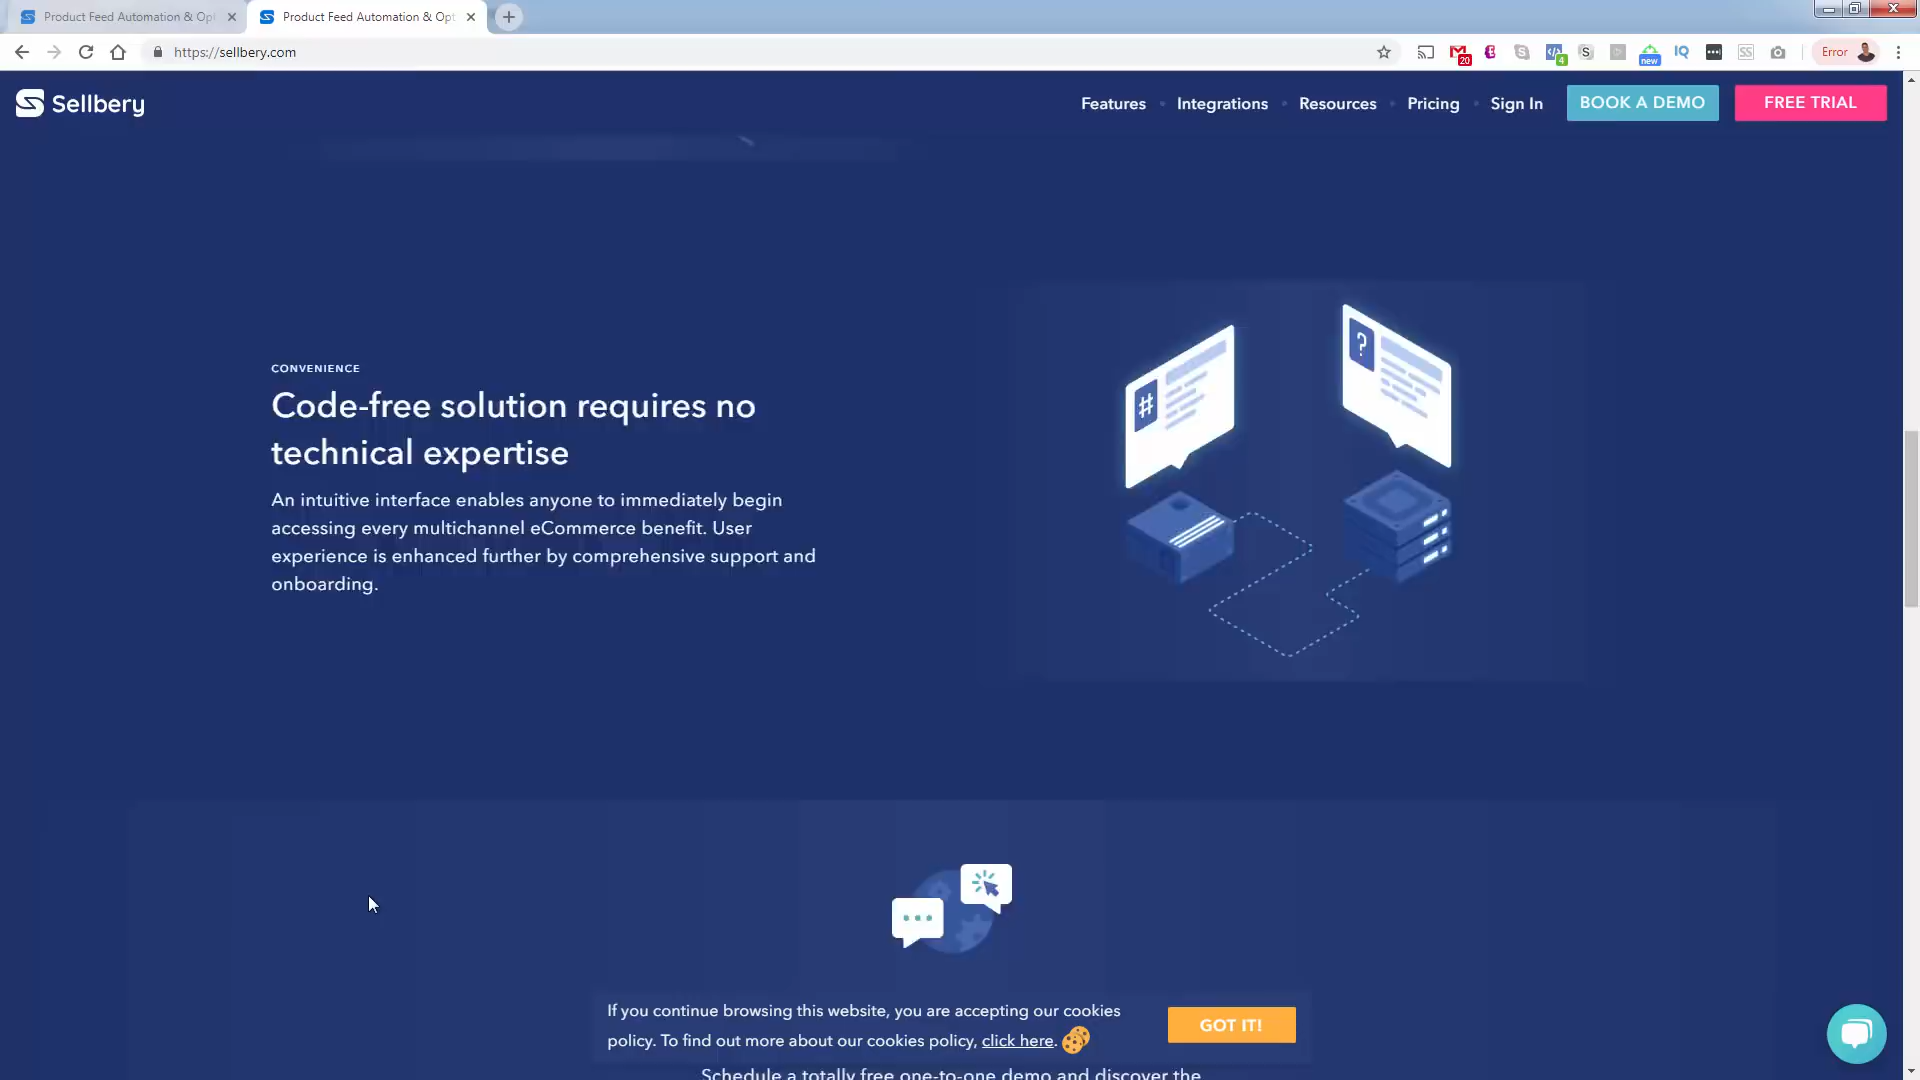 Product Feed Automation & Opt
Product Feed Automation & Opt
https://sellbery.com
20
4
new
Error
Sellbery
Features
Integrations
Resources
Pricing
Sign In
BOOK A DEMO
FREE TRIAL
CONVENIENCE
Code-free solution requires no
technical expertise
An intuitive interface enables anyone to immediately begin
accessing every multichannel eCommerce benefit. User
experience is enhanced further by comprehensive support and
onboarding.
#
?
If you continue browsing this website, you are accepting our cookies
policy. To find out more about our cookies policy, click here.
GOT IT!
Schedule a totally free one-to-one demo and discover the